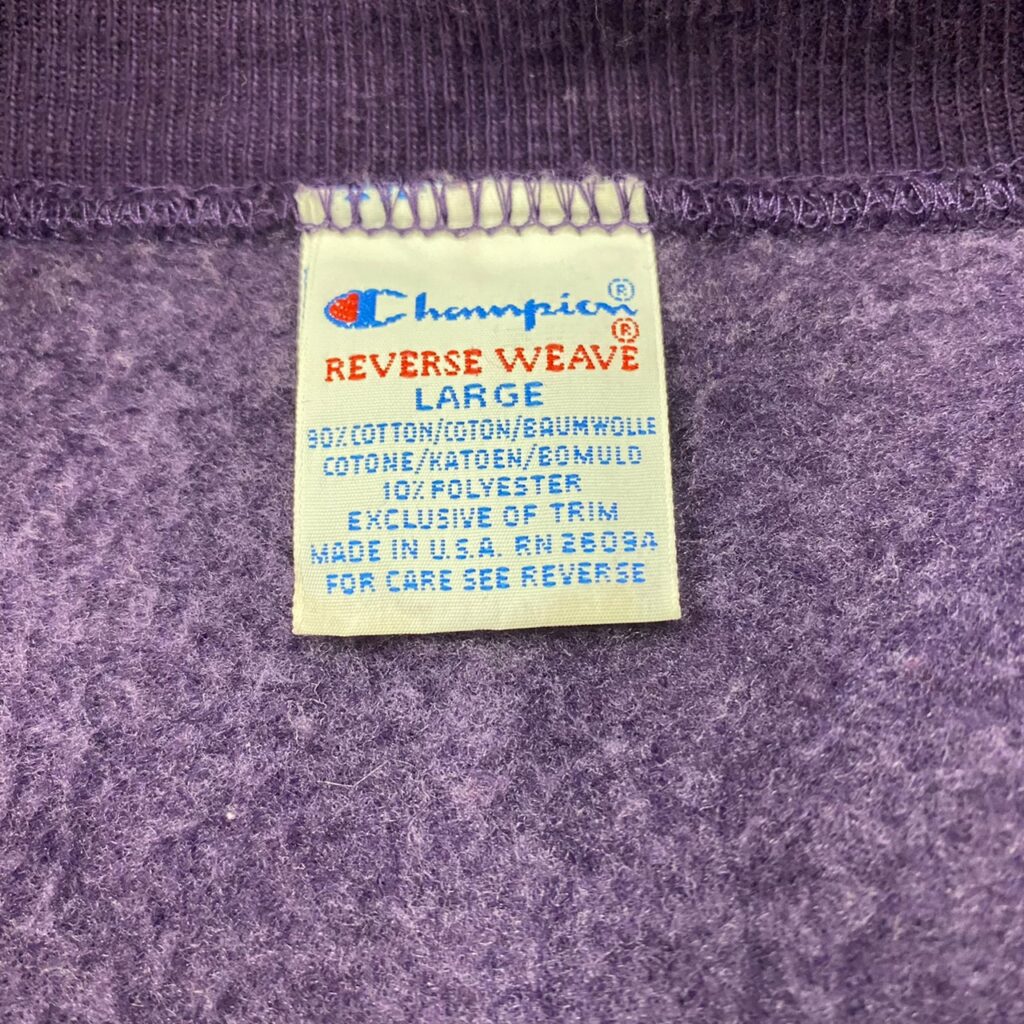 Champion®
REVERSE WEAVE®
LARGE
90% COTTON/COTON/BAUMWOLLE
COTONE/KATOEN/BOMULD
10% POLYESTER
EXCLUSIVE OF TRIM
MADE IN U.S.A. RN 26094
FOR CARE SEE REVERSE